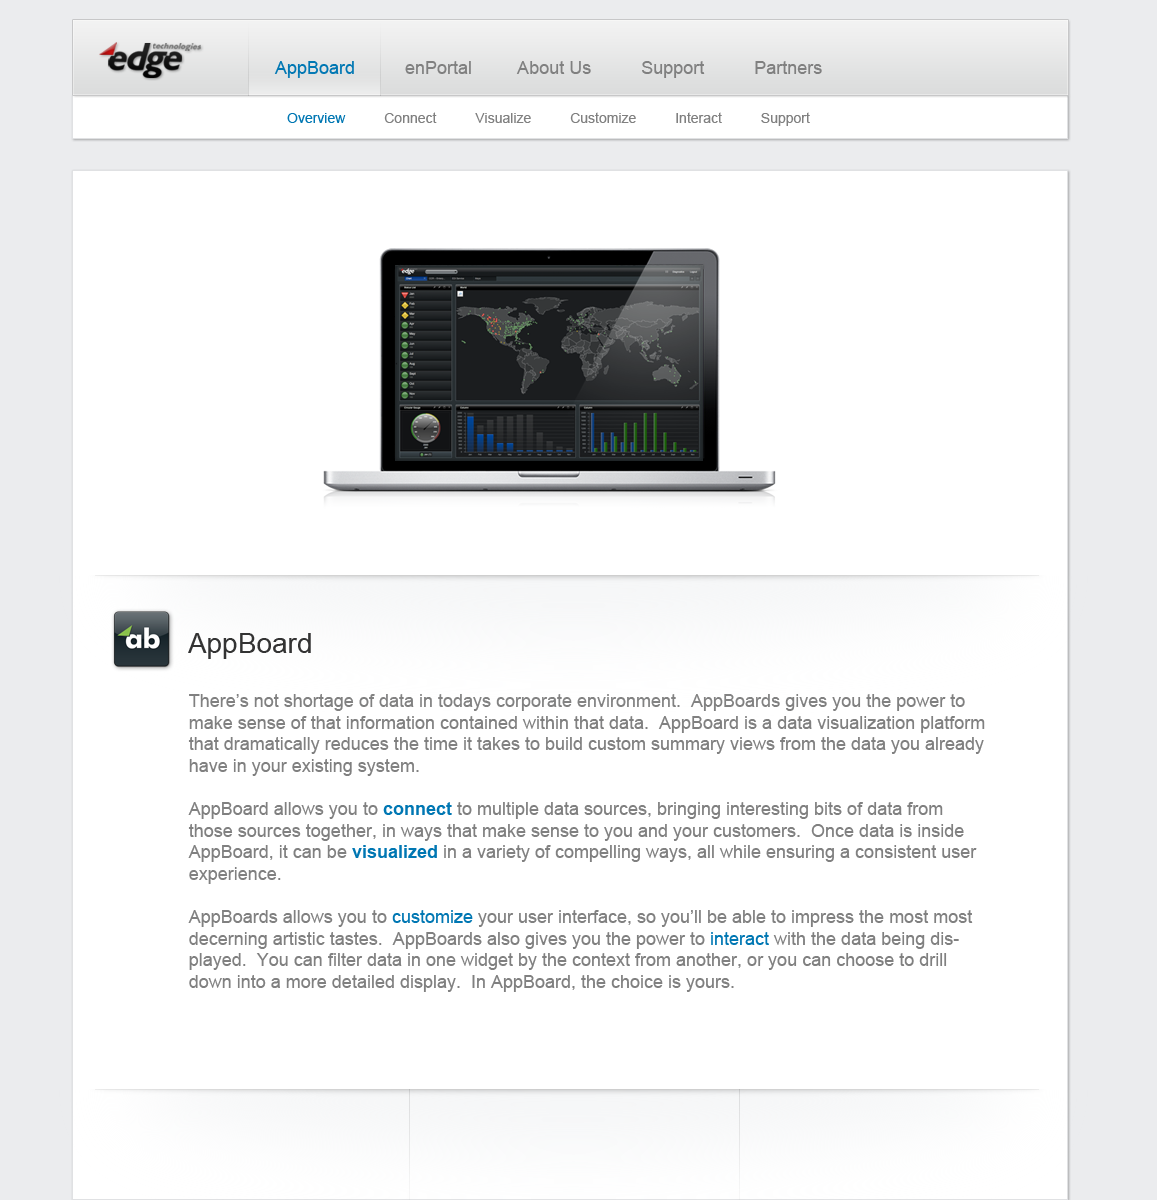 technologies
edge
AppBoard enPortal About Us Support Partners
Overview Connect Visualize Customize Interact Support
edge
ab
AppBoard
There’s not shortage of data in todays corporate environment. AppBoards gives you the power to
make sense of that information contained within that data. AppBoard is a data visualization platform
that dramatically reduces the time it takes to build custom summary views from the data you already
have in your existing system.
AppBoard allows you to connect to multiple data sources, bringing interesting bits of data from
those sources together, in ways that make sense to you and your customers. Once data is inside
AppBoard, it can be visualized in a variety of compelling ways, all while ensuring a consistent user
experience.
AppBoards allows you to customize your user interface, so you’ll be able to impress the most most
decerning artistic tastes. AppBoards also gives you the power to interact with the data being dis-
played. You can filter data in one widget by the context from another, or you can choose to drill
down into a more detailed display. In AppBoard, the choice is yours.